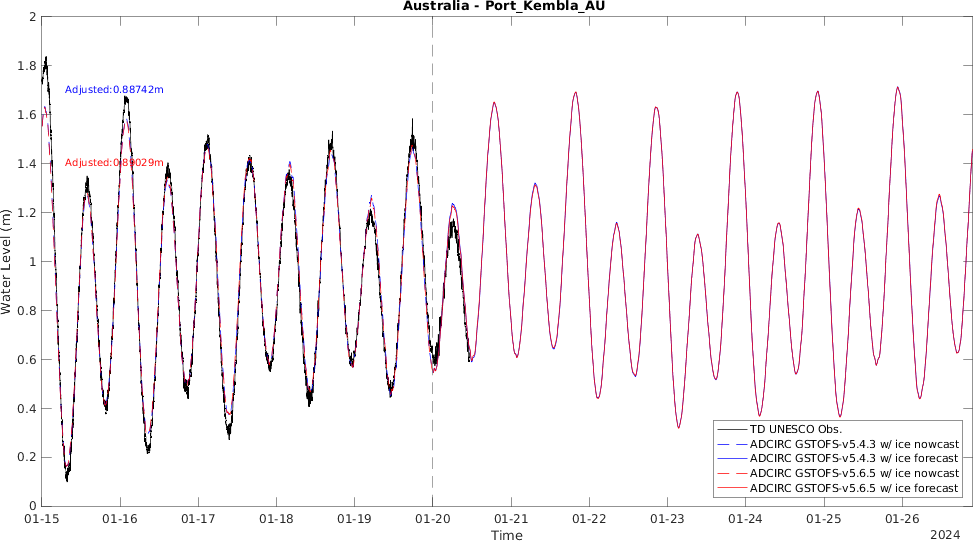 Australia - Port_Kembla_AU
2
1.8
1.6
1.4
1.2
1
0.8
0.6
0.4
0.2
0
Water Level (m)
Adjusted:0.88742m
Adjusted:0.89029m
TD UNESCO Obs.
ADCIRC GSTOFS-v5.4.3 w/ ice nowcast
ADCIRC GSTOFS-v5.4.3 w/ ice forecast
ADCIRC GSTOFS-v5.6.5 w/ ice nowcast
ADCIRC GSTOFS-v5.6.5 w/ ice forecast
01-15 01-16 01-17 01-18 01-19 01-20 01-21 01-22 01-23 01-24 01-25 01-26
Time
2024